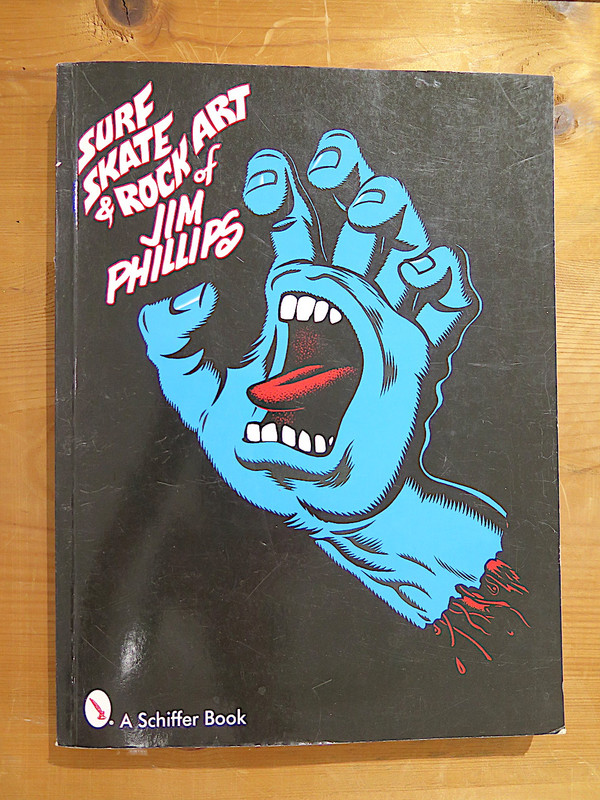 SURF
SKATE
& ROCK ART
of
JIM
PHILLIPS
A Schiffer Book